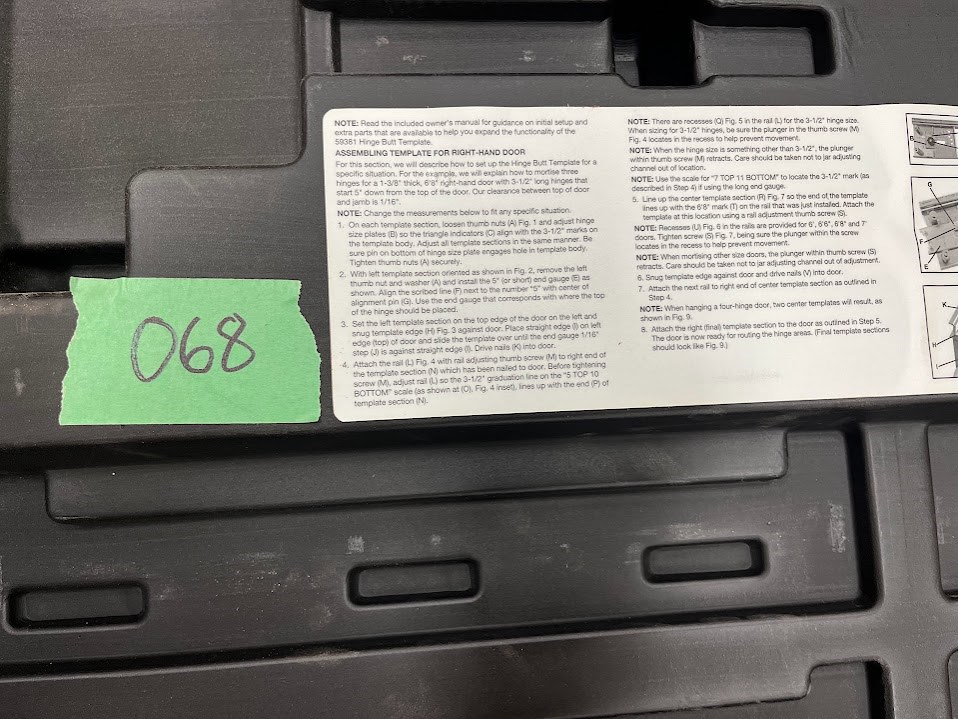 068
NOTE: Read the included owner's manual for guidance on initial setup and
extra parts that are available to help you expand the functionality of the
59381 Hinge Butt Template.
ASSEMBLING TEMPLATE FOR RIGHT-HAND DOOR
For this section, we will describe how to set up the Hinge Butt Template for a
specific situation. For the example, we will explain how to mortise three
hinges for a 1-3/8" thick, 6'8" right-hand door with 3-1/2" long hinges that
start 5" down from the top of the door. Our clearance between top of door
and jamb is 1/16".
NOTE: Change the measurements below to fit any specific situation.
1. On each template section, loosen thumb nuts (A) Fig. 1 and adjust hinge
size plates (B) so the triangle indicators (C) align with the 3-1/2" marks on
the template body. Adjust all template sections in the same manner. Be
sure pin on bottom of hinge size plate engages hole in template body.
Tighten thumb nuts (A) securely.
2. With left template section oriented as shown in Fig. 2, remove the left
thumb nut and washer (A) and install the 5" (or short) end gauge (E) as
shown. Align the scribed line (F) next to the number "5" with center of
alignment pin (G). Use the end gauge that corresponds with where the top
of the hinge should be placed.
3. Set the left template section on the top edge of the door on the left and
snug template edge (H) Fig. 3 against door. Place straight edge (I) on left
edge (top) of door and slide the template over until the end gauge 1/16"
step (J) is against straight edge (I). Drive nails (K) into door.
4. Attach the rail (L) Fig. 4 with rail adjusting thumb screw (M) to right end of
the template section (N) which has been nailed to door. Before tightening
screw (M), adjust rail (L) so the 3-1/2" graduation line on the "5 TOP 10
BOTTOM" scale (as shown at (O), Fig. 4 inset), lines up with the end (P) of
template section (N).
NOTE: There are recesses (Q) Fig. 5 in the rail (L) for the 3-1/2" hinge size.
When sizing for 3-1/2" hinges, be sure the plunger in the thumb screw (M)
Fig. 4 locates in the recess to help prevent movement.
NOTE: When the hinge size is something other than 3-1/2", the plunger
within thumb screw (M) retracts. Care should be taken not to jar adjusting
channel out of location.
NOTE: Use the scale for "7 TOP 11 BOTTOM" to locate the 3-1/2" mark (as
described in Step 4) if using the long end gauge.
5. Line up the center template section (R) Fig. 7 so the end of the template
lines up with the 6'8" mark (T) on the rail that was just installed. Attach the
template at this location using a rail adjustment thumb screw (S).
NOTE: Recesses (U) Fig. 6 in the rails are provided for 6', 6'6", 6'8" and 7'
doors. Tighten screw (S) Fig. 7, being sure the plunger within the screw
locates in the recess to help prevent movement.
NOTE: When mortising other size doors, the plunger within thumb screw (S)
retracts. Care should be taken not to jar adjusting channel out of adjustment.
6. Snug template edge against door and drive nails (V) into door.
7. Attach the next rail to right end of center template section as outlined in
Step 4.
NOTE: When hanging a four-hinge door, two center templates will result, as
shown in Fig. 9.
8. Attach the right (final) template section to the door as outlined in Step 5.
The door is now ready for routing the hinge areas. (Final template sections
should look like Fig. 9.)
B
G
F
E
K
H